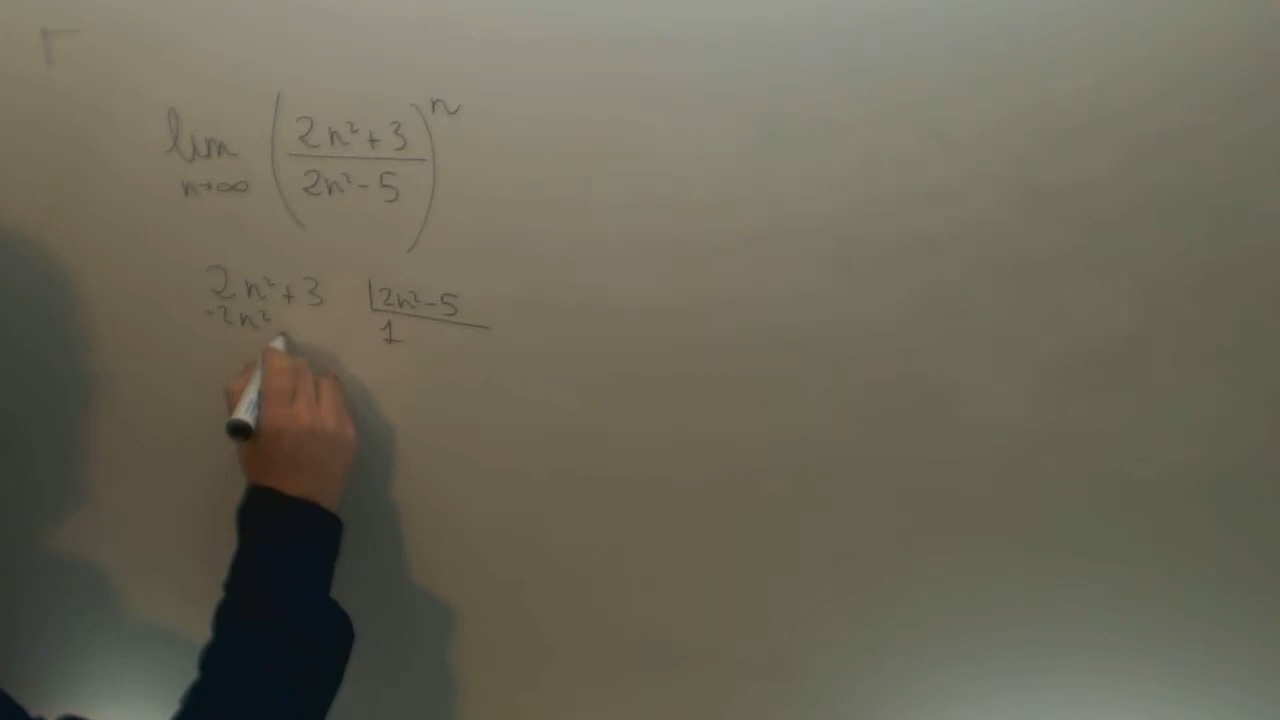 lim (2n²+3 / 2n²-5)ⁿ
n→∞
2n²+3 |2n²-5
-2n² 1